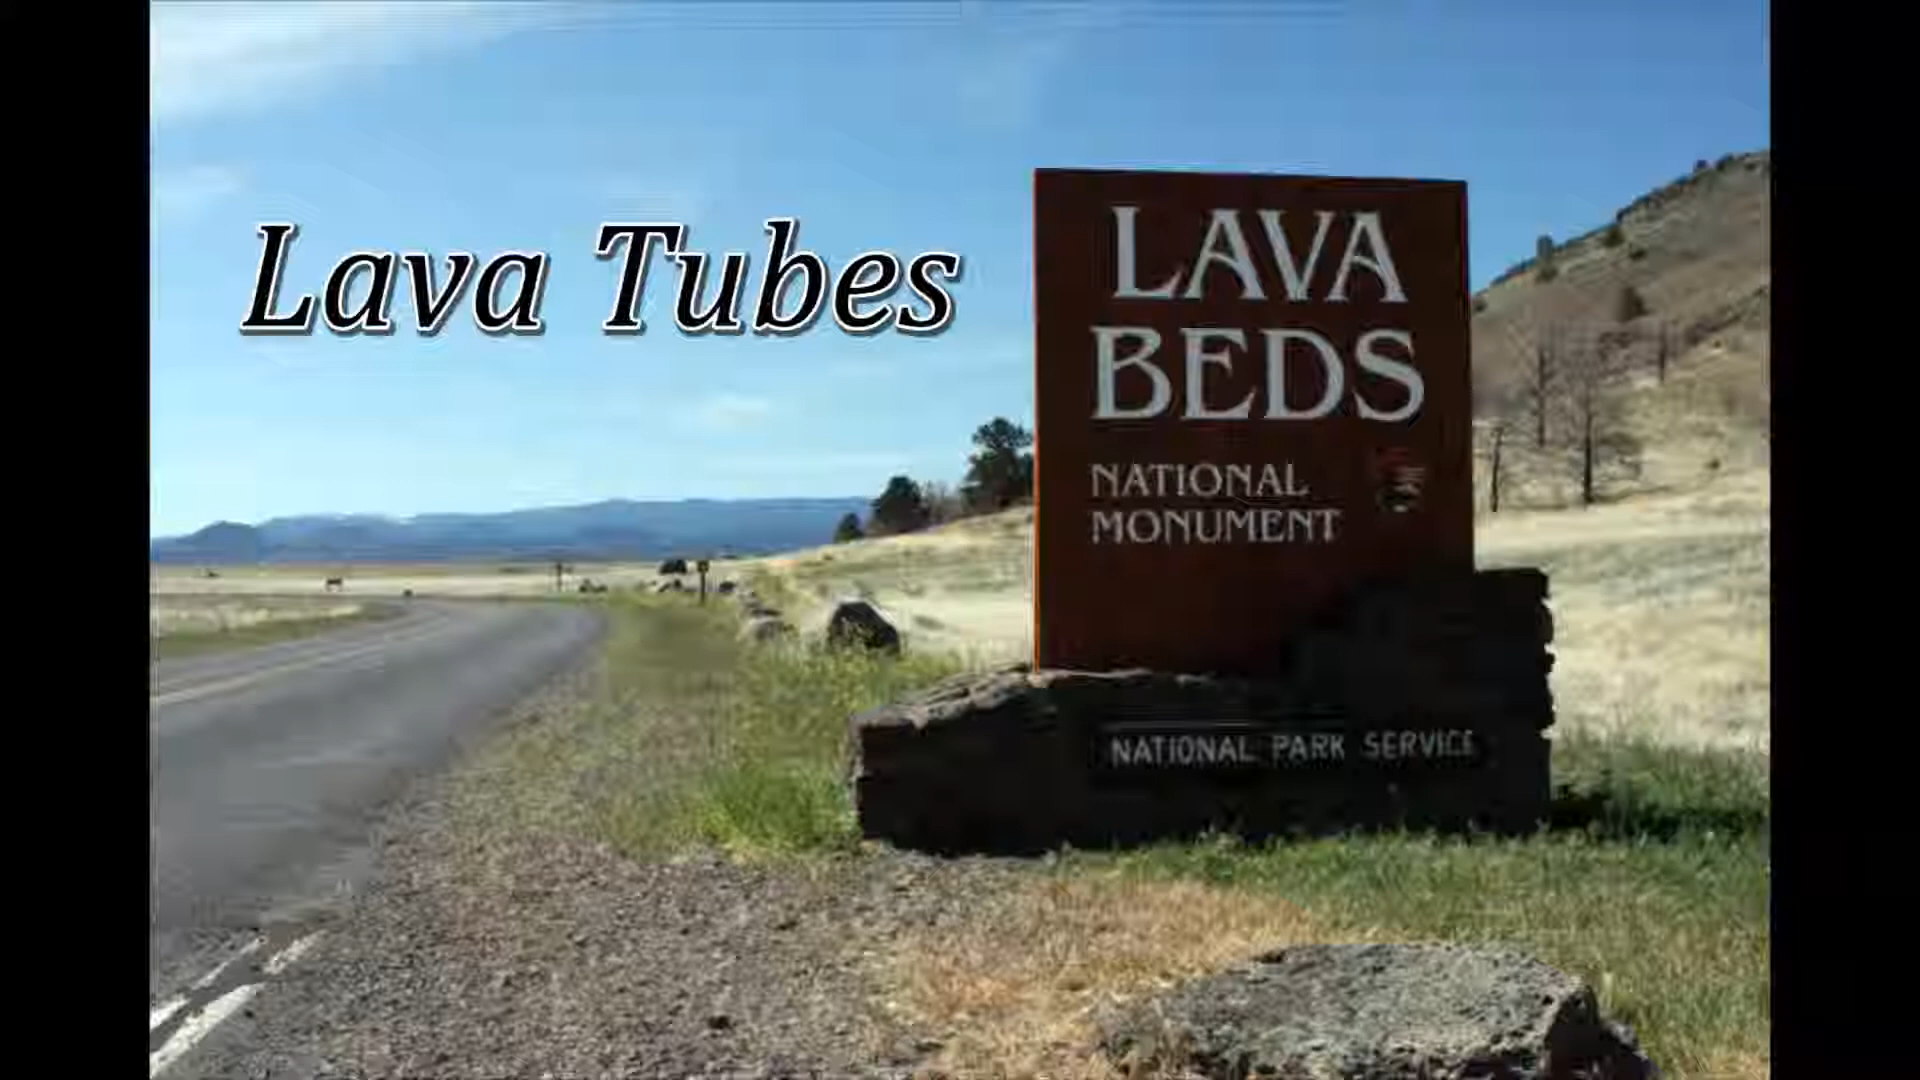 Lava Tubes
LAVA
BEDS
NATIONAL
MONUMENT
NATIONAL PARK SERVICE